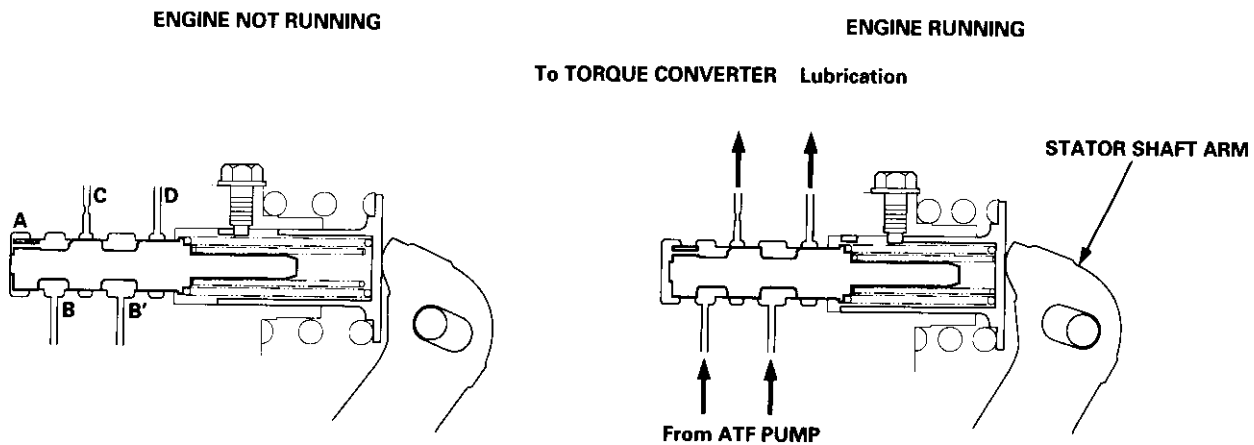 ENGINE NOT RUNNING
ENGINE RUNNING
To TORQUE CONVERTER Lubrication
STATOR SHAFT ARM
C
D
A
B
B'
From ATF PUMP